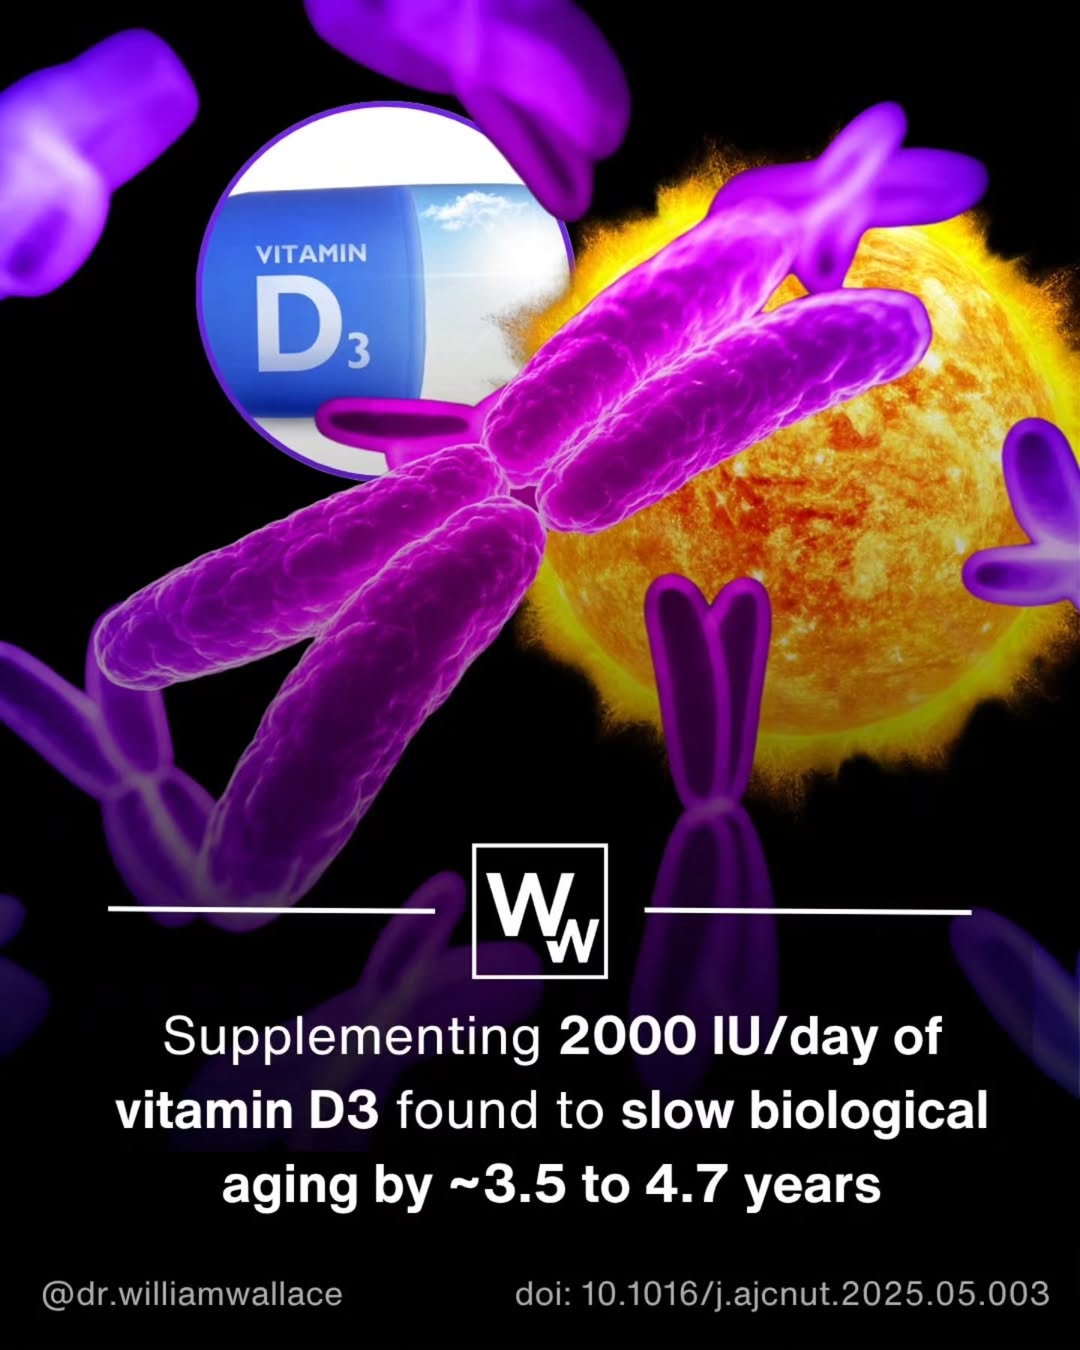 VITAMIN
D3
WW
Supplementing 2000 IU/day of
vitamin D3 found to slow biological
aging by ~3.5 to 4.7 years
@dr.williamwallace
doi: 10.1016/j.ajcnut.2025.05.003